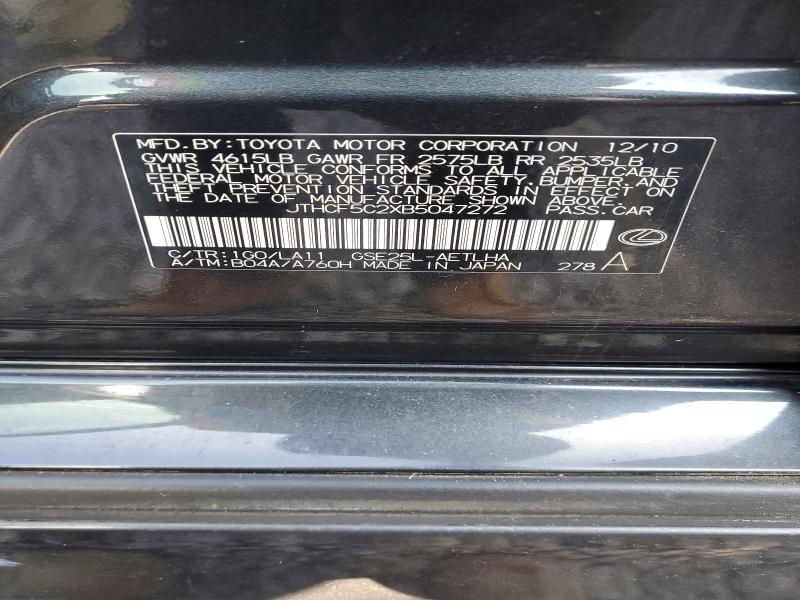 MFD.BY:TOYOTA MOTOR CORPORATION 12/10
GVWR 4615LB GAWR FR 2575LB RR 2535LB
THIS VEHICLE CONFORMS TO ALL APPLICABLE
FEDERAL MOTOR VEHICLE SAFETY,BUMPER,AND
THEFT PREVENTION STANDARDS IN EFFECT ON
THE DATE OF MANUFACTURE SHOWN ABOVE.
JTHCF5C2XB5047272 PASS.CAR
C/TR:1G0/LA11 GSE25L-AETLHA
A/TM:B04A/A760H MADE IN JAPAN 278 A